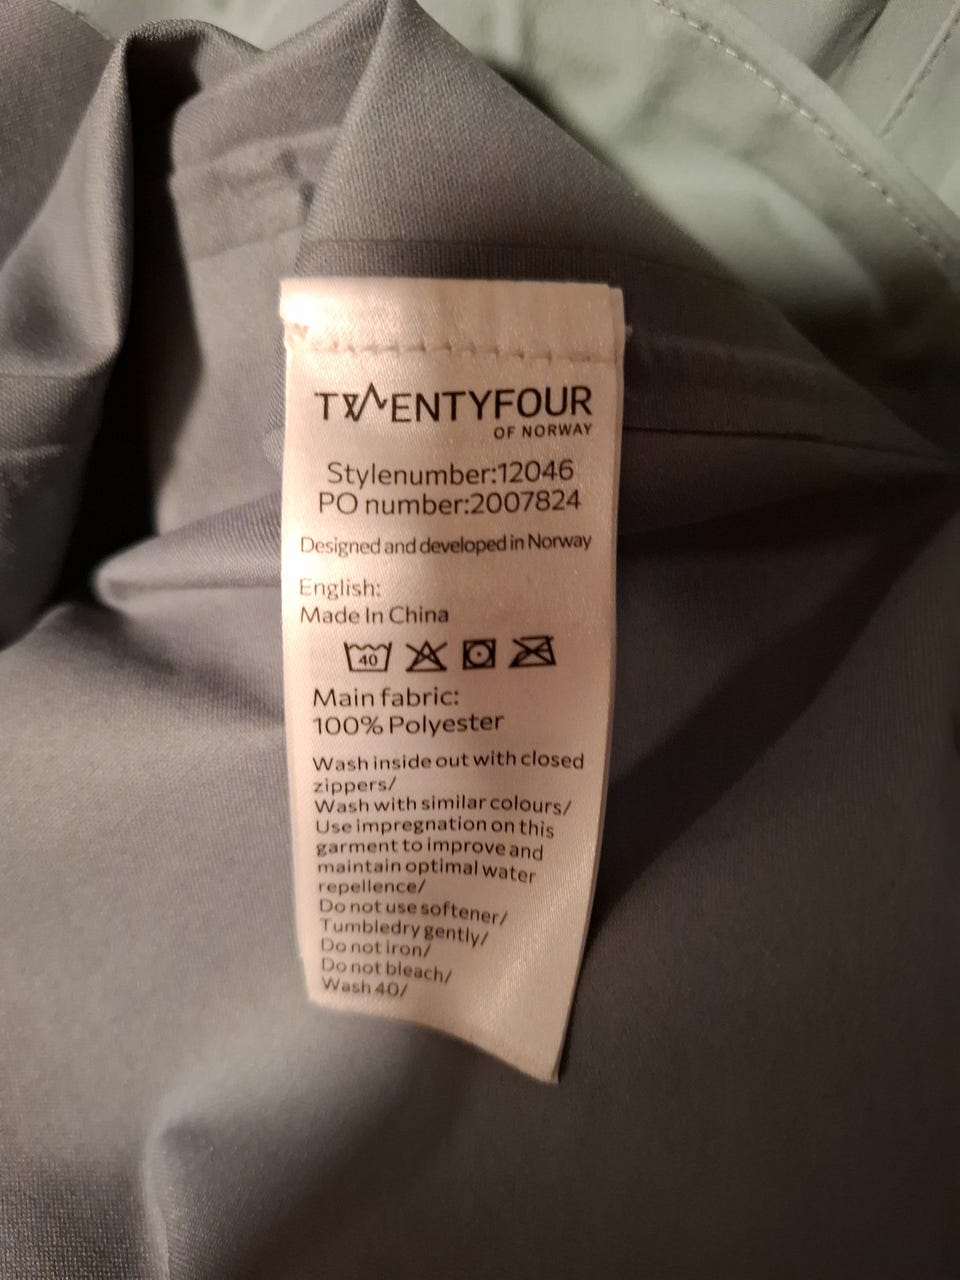 TWENTYFOUR
OF NORWAY
Stylenumber:12046
PO number:2007824
Designed and developed in Norway
English:
Made In China
40
Main fabric:
100% Polyester
Wash inside out with closed
zippers/
Wash with similar colours/
Use impregnation on this
garment to improve and
maintain optimal water
repellence/
Do not use softener/
Tumbledry gently/
Do not iron/
Do not bleach/
Wash 40/